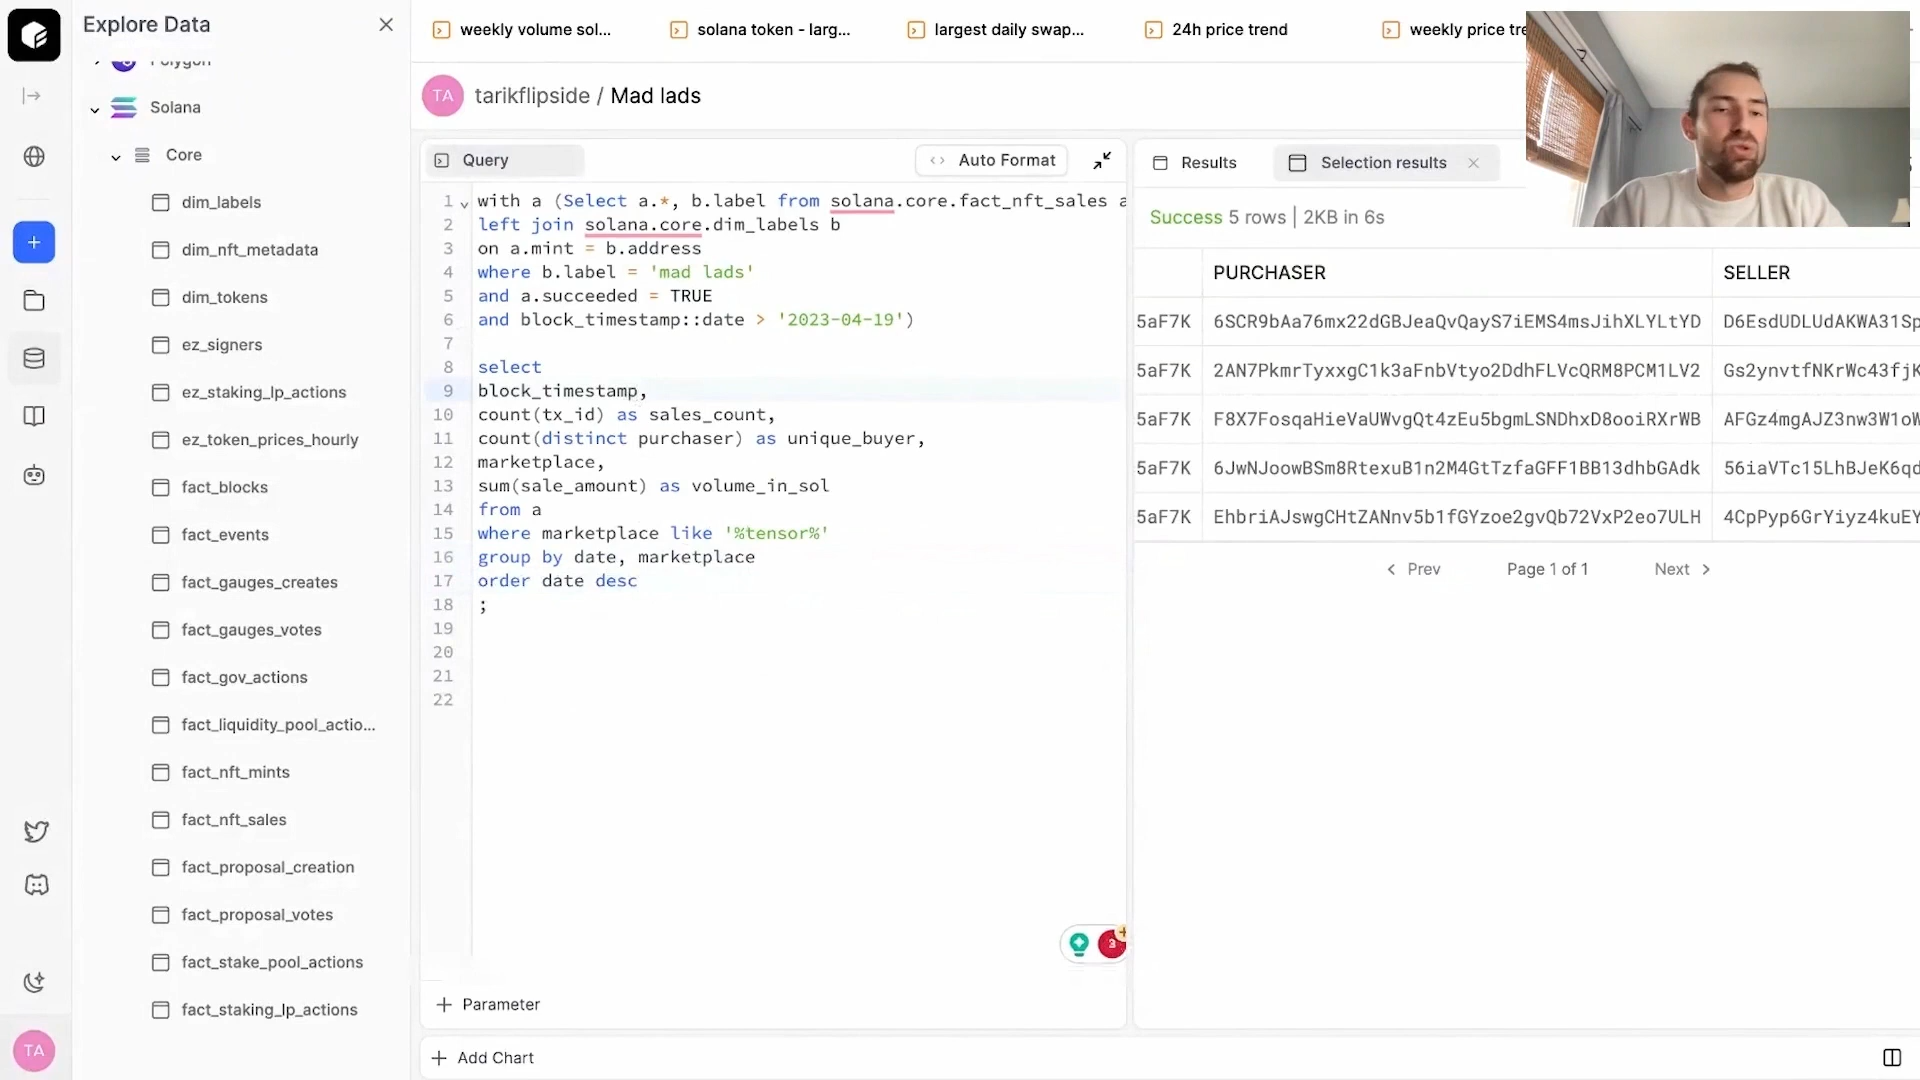 Explore Data
Polygon
Solana
Core
dim_labels
dim_nft_metadata
dim_tokens
ez_signers
ez_staking_lp_actions
ez_token_prices_hourly
fact_blocks
fact_events
fact_gauges_creates
fact_gauges_votes
fact_gov_actions
fact_liquidity_pool_actio...
fact_nft_mints
fact_nft_sales
fact_proposal_creation
fact_proposal_votes
fact_stake_pool_actions
fact_staking_lp_actions
TA
weekly volume sol...
solana token - larg...
largest daily swap...
24h price trend
weekly price tre
TA tarikflipside / Mad lads
Query
Auto Format
1 with a (Select a.*, b.label from solana.core.fact_nft_sales a
2 left join solana.core.dim_labels b
3 on a.mint = b.address
4 where b.label = 'mad lads'
5 and a.succeeded = TRUE
6 and block_timestamp::date > '2023-04-19')
7
8 select
9 block_timestamp,
10 count(tx_id) as sales_count,
11 count(distinct purchaser) as unique_buyer,
12 marketplace,
13 sum(sale_amount) as volume_in_sol
14 from a
15 where marketplace like '%tensor%'
16 group by date, marketplace
17 order date desc
18 ;
19
20
21
22
+ Parameter
+ Add Chart
Results
Selection results
Success 5 rows | 2KB in 6s
PURCHASER SELLER
5aF7K 6SCR9bAa76mx22dGBJeaQvQayS7iEMS4msJihXLYLtYD D6EsdUDLUdAKWA31Sp
5aF7K 2AN7PkmrTyxxgC1k3aFnbVtyo2DdhFLVcQRM8PCM1LV2 Gs2ynvtfNKrWc43fjK
5aF7K F8X7FosqaHieVaUWvgQt4zEu5bgmLSNDhxD8ooiRXrWB AFGz4mgAJZ3nw3W1oW
5aF7K 6JwNJoowBSm8RtexuB1n2M4GtTzfaGFF1BB13dhbGAdk 56iaVTc15LhBJeK6qd
5aF7K EhbriAJswgCHtZANnv5b1fGYzoe2gvQb72VxP2eo7ULH 4CpPyp6GrYiyz4kuEY
Prev Page 1 of 1 Next